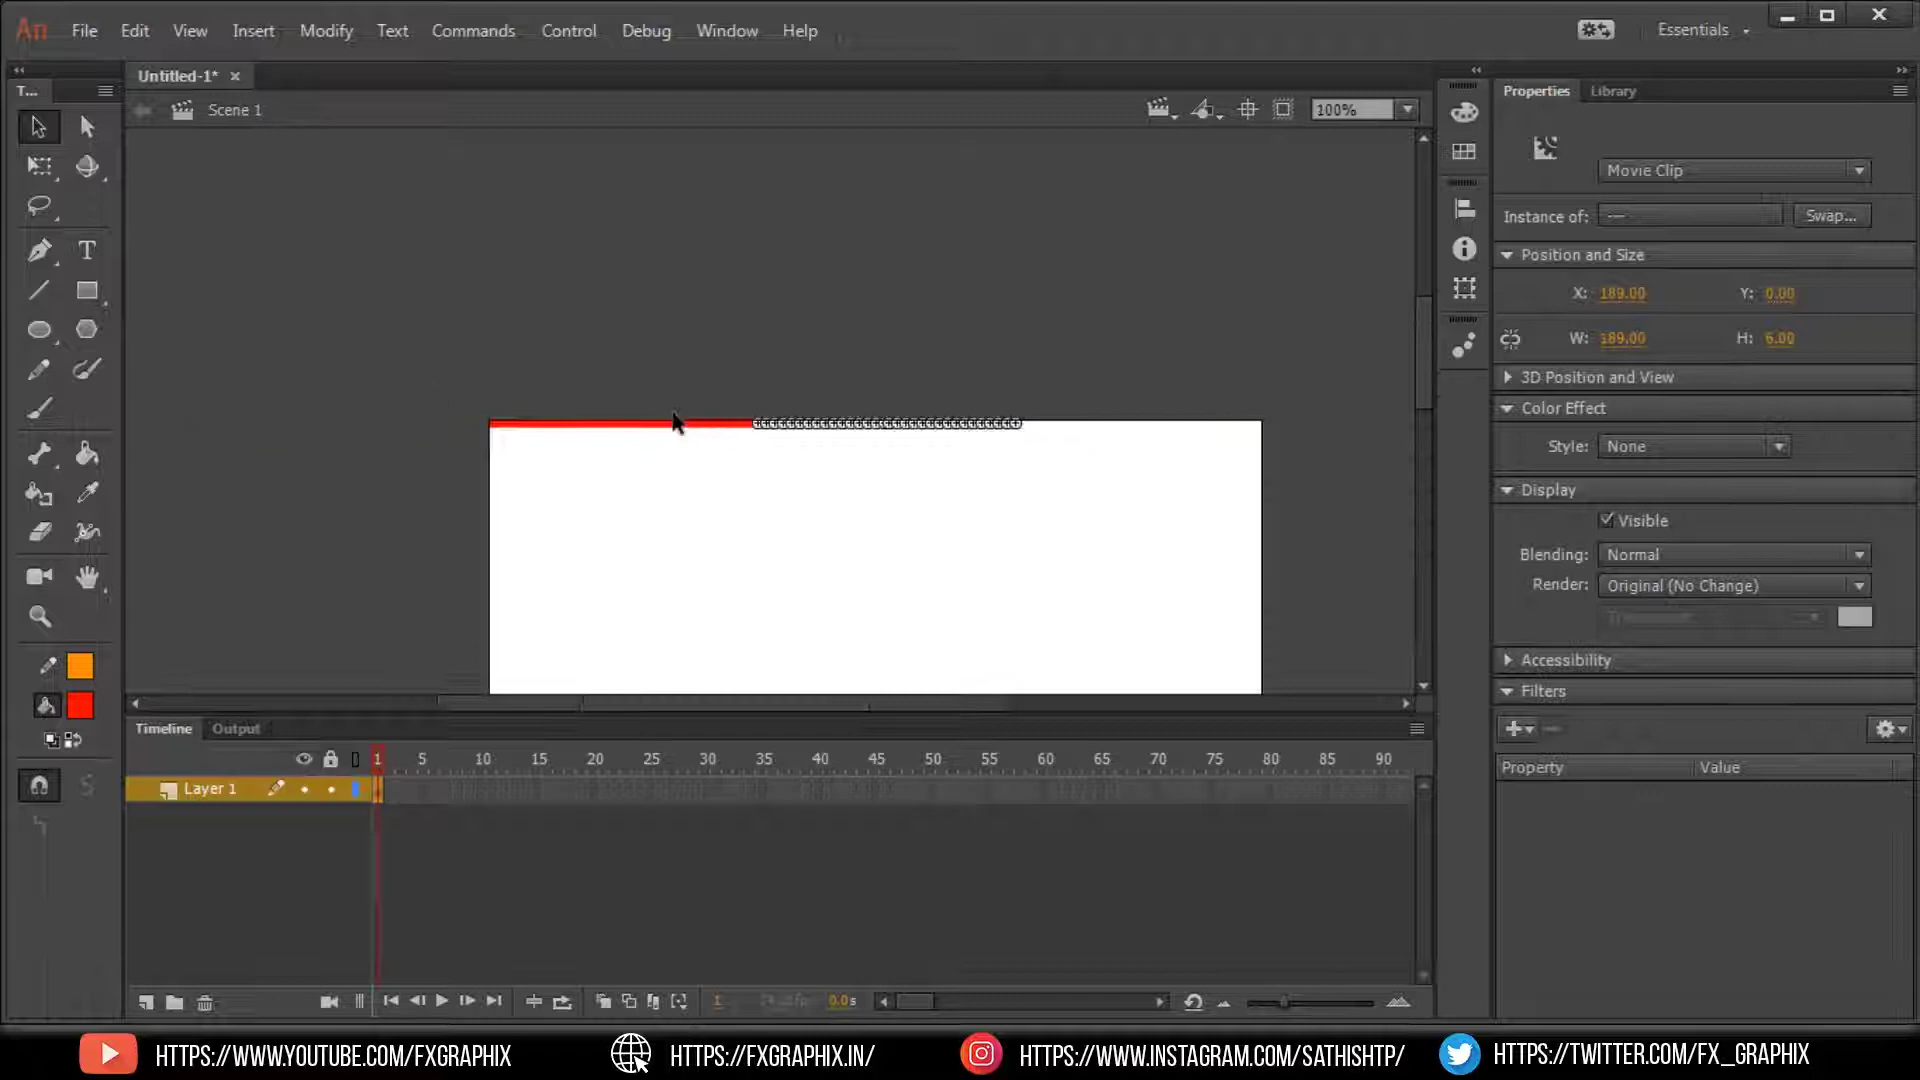 An File Edit View Insert Modify Text Commands Control Debug Window Help Essentials
T... Untitled-1* Properties Library
Scene 1 100%
Movie Clip
Instance of: --- Swap...
Position and Size
X: 189.00 Y: 0.00
W: 189.00 H: 6.00
3D Position and View
Color Effect
Style: None
Display
Visible
Blending: Normal
Render: Original (No Change)
Accessibility
Filters
Property Value
Timeline Output
1 5 10 15 20 25 30 35 40 45 50 55 60 65 70 75 80 85 90
Layer 1
1 0.0s
HTTPS://WWW.YOUTUBE.COM/FXGRAPHIX HTTPS://FXGRAPHIX.IN/ HTTPS://WWW.INSTAGRAM.COM/SATHISHTP/ HTTPS://TWITTER.COM/FX_GRAPHIX